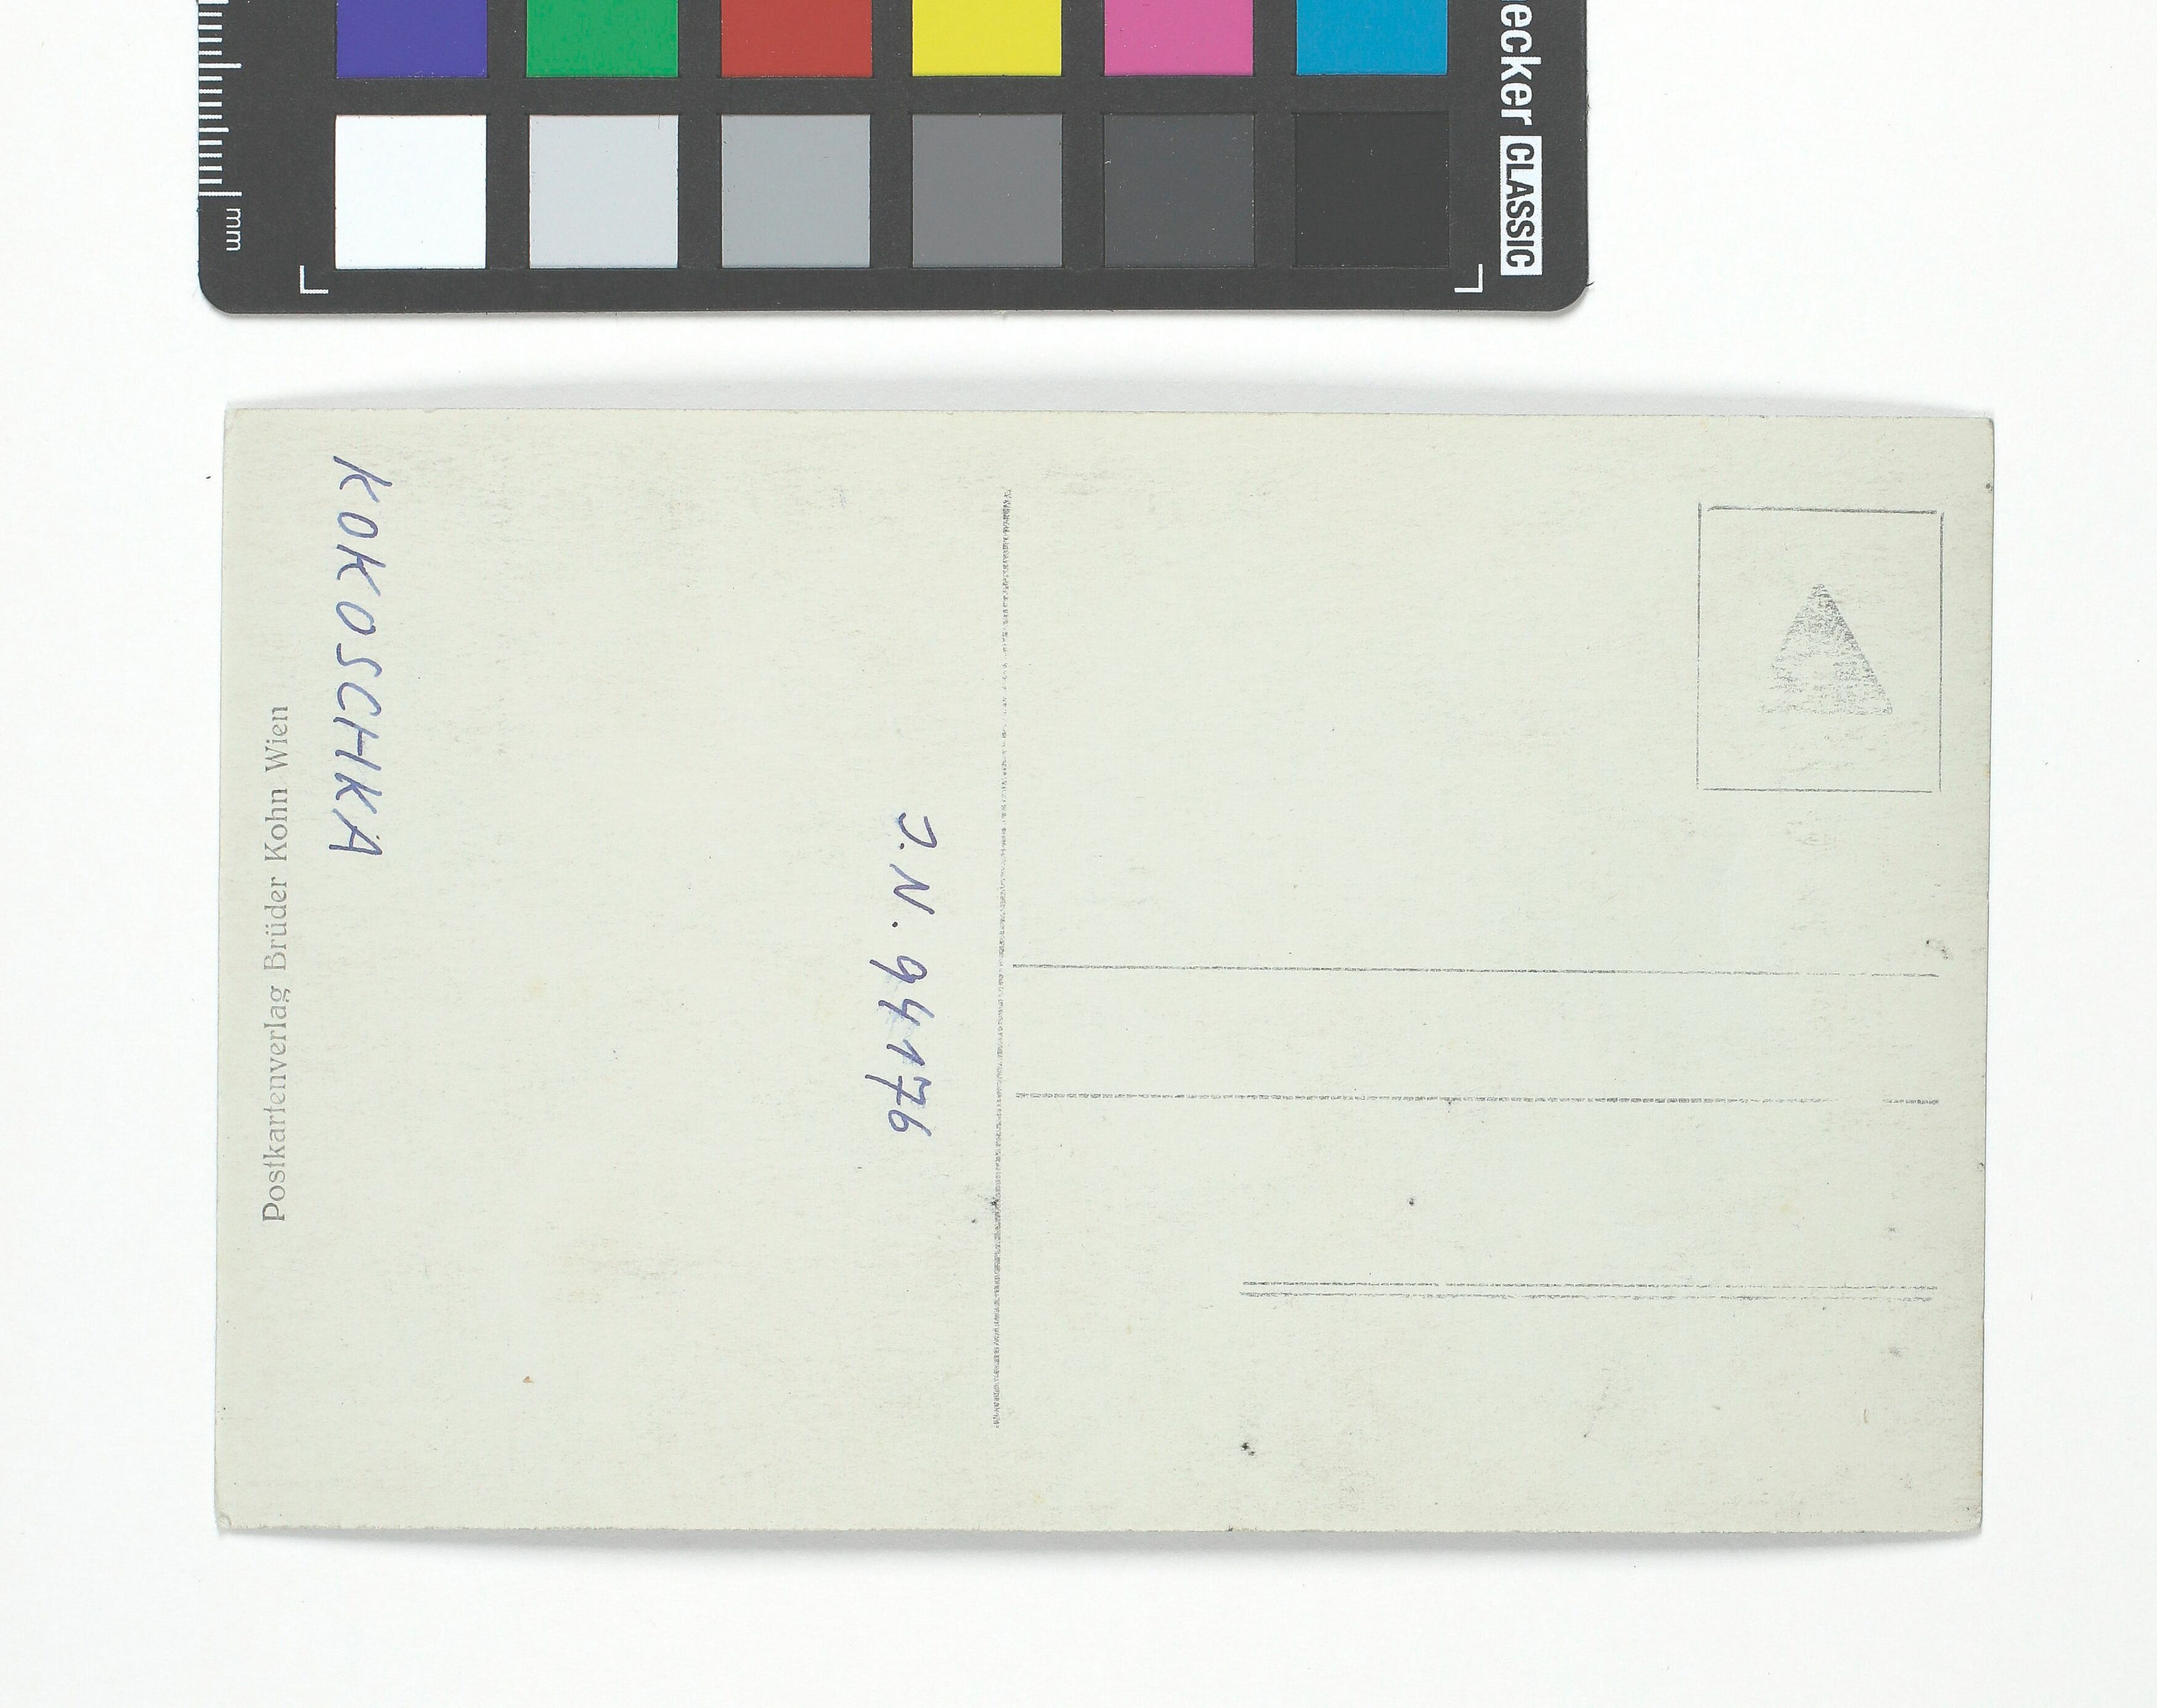 ecker CLASSIC
mm
KOKOSCHKA
J.N. 94176
Postkartenverlag Brüder Kohn Wien